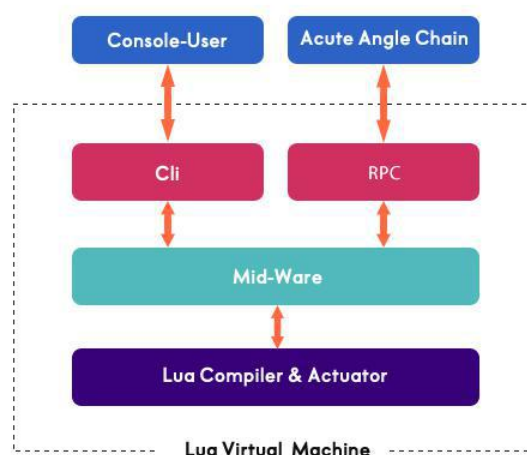 Console-User
Acute Angle Chain
Cli
RPC
Mid-Ware
Lua Compiler & Actuator
Lua Virtual Machine